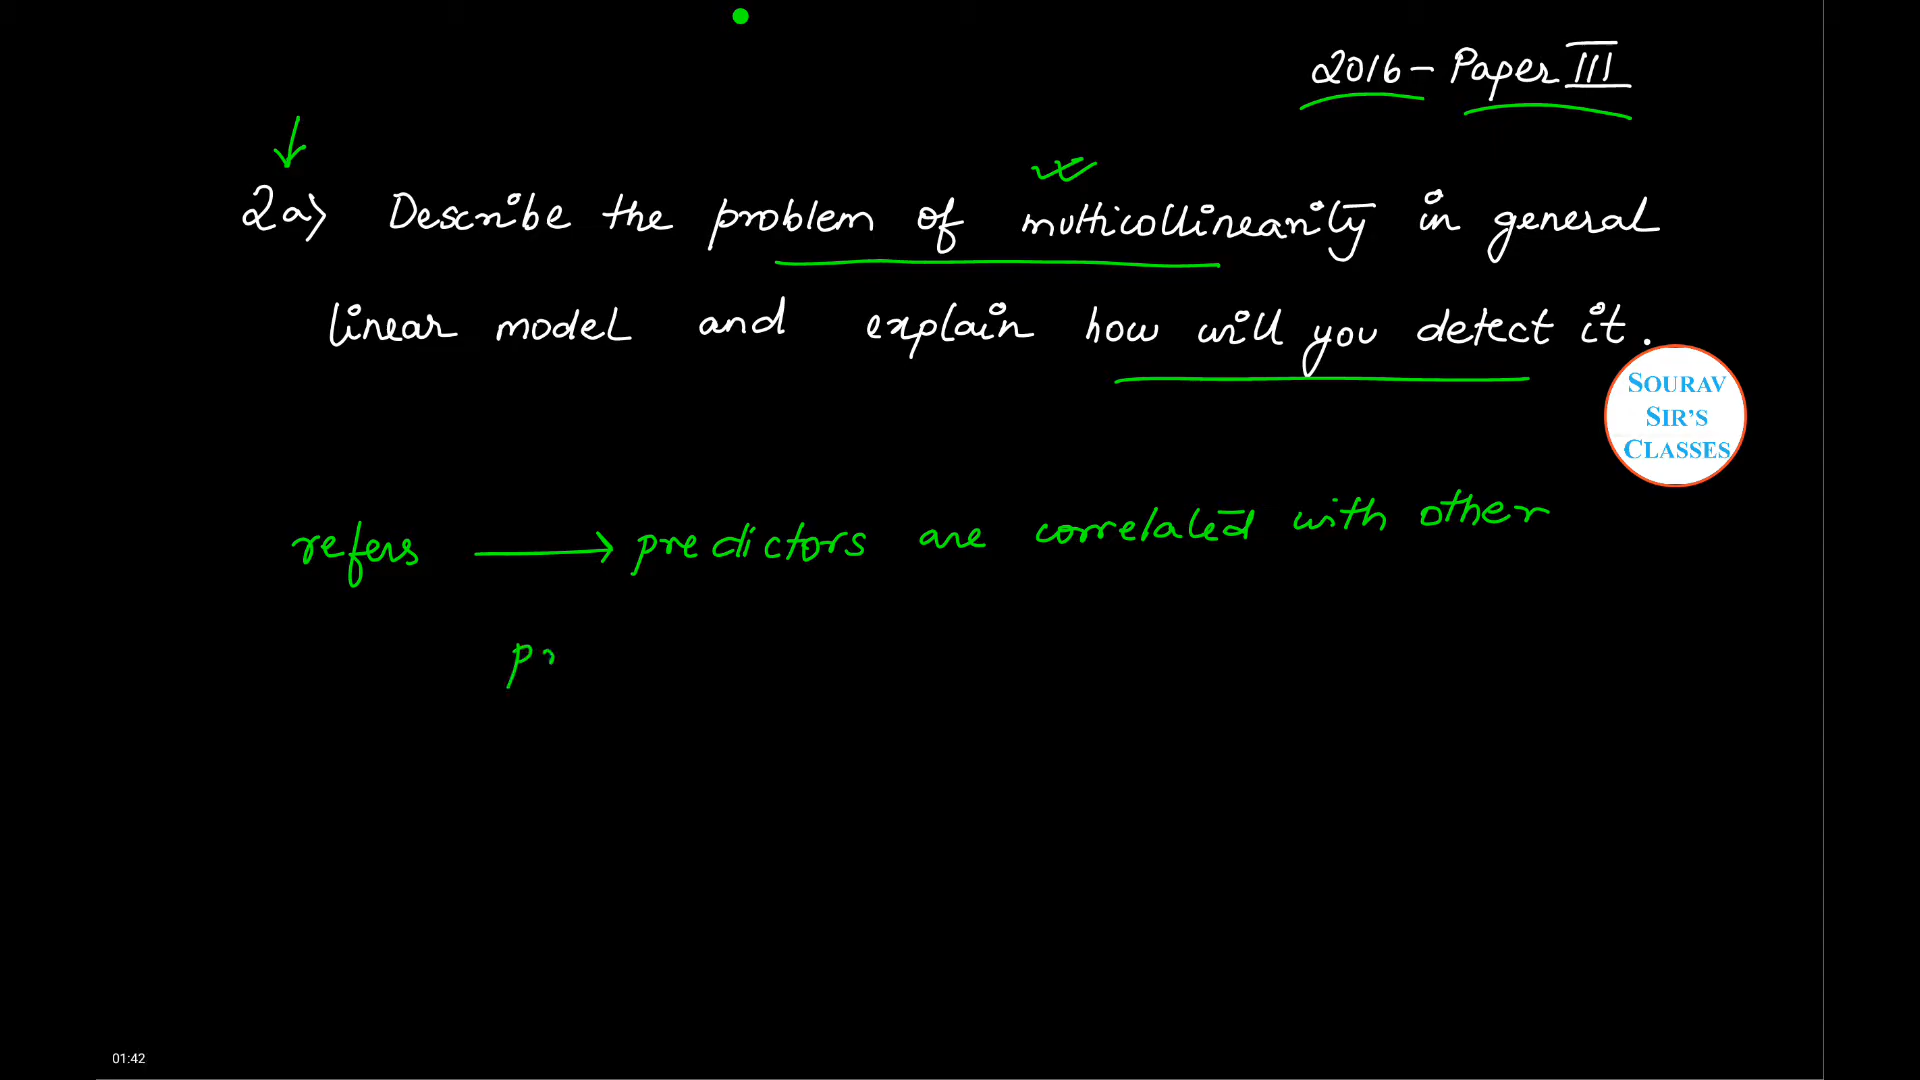 2016 - Paper III
2a) Describe the problem of multicollinearity in general
linear model and explain how will you detect it.
SOURAV
SIR'S
CLASSES
refers → predictors are correlated with other
pr
01:42